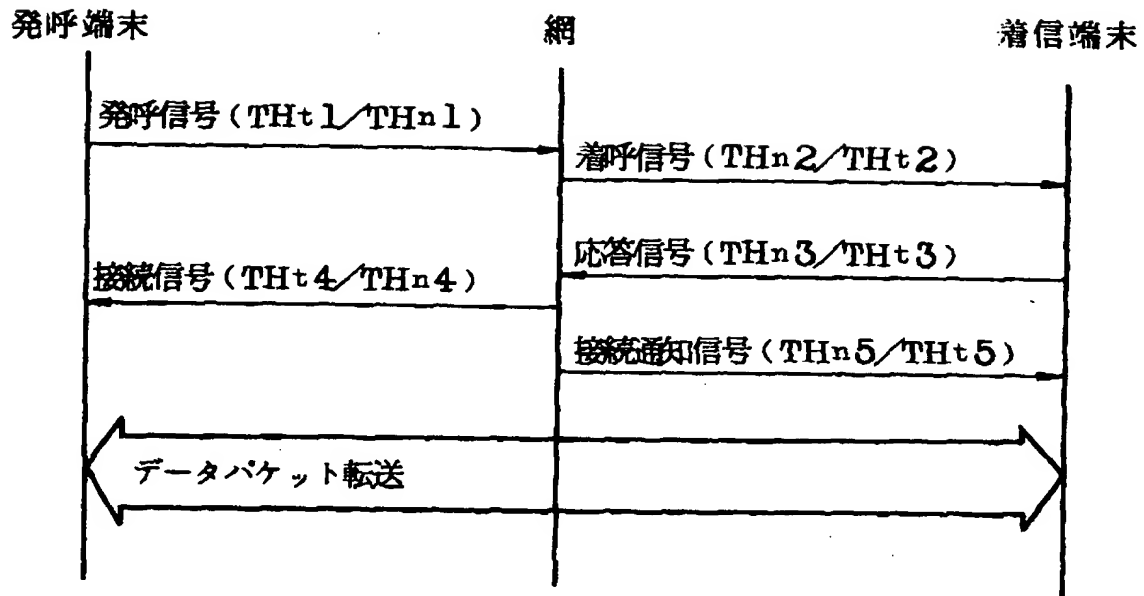 発呼端末
網
着信端末
発呼信号(THt1/THn1)
着呼信号(THn2/THt2)
応答信号(THn3/THt3)
接続信号(THt4/THn4)
接続通知信号(THn5/THt5)
データパケット転送